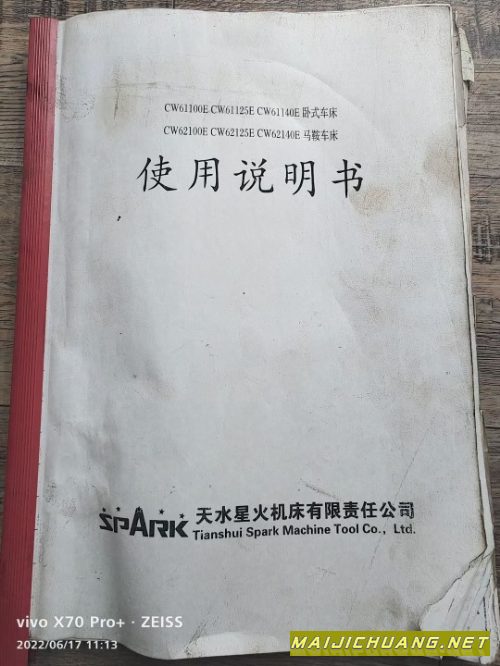 CW61100E CW61125E CW61140E 卧式车床
CW62100E CW62125E CW62140E 马鞍车床
使用说明书
SPARK 天水星火机床有限责任公司
Tianshui Spark Machine Tool Co., Ltd.
vivo X70 Pro+ · ZEISS
2022/06/17 11:13
MAIJICHUANG.NET